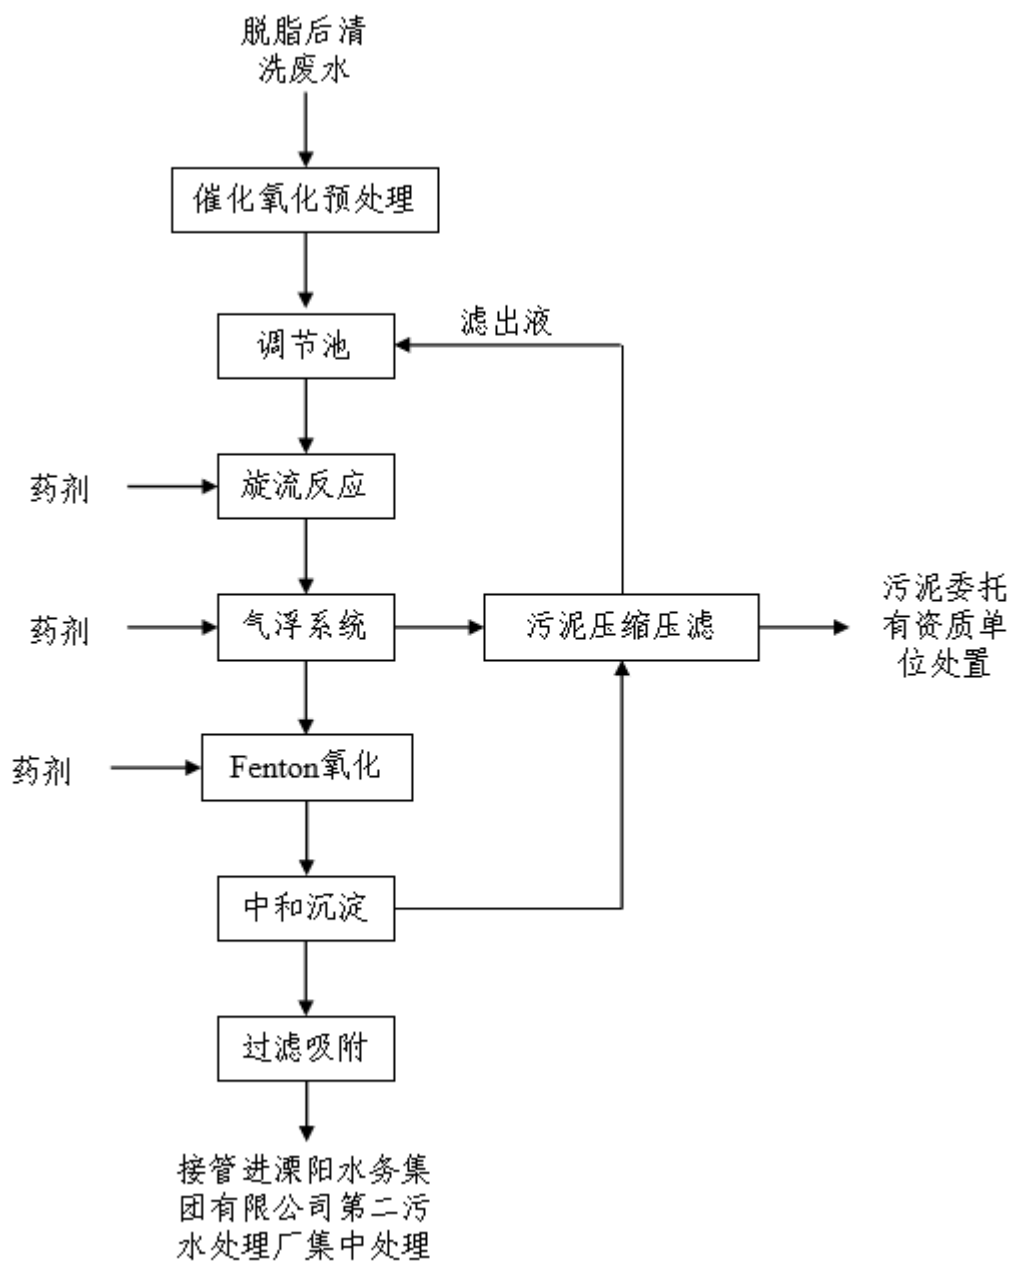 脱脂后清
洗废水
催化氧化预处理
调节池
滤出液
药剂
旋流反应
药剂
气浮系统
污泥压缩压滤
污泥委托
有资质单
位处置
药剂
Fenton氧化
中和沉淀
过滤吸附
接管进溧阳水务集
团有限公司第二污
水处理厂集中处理